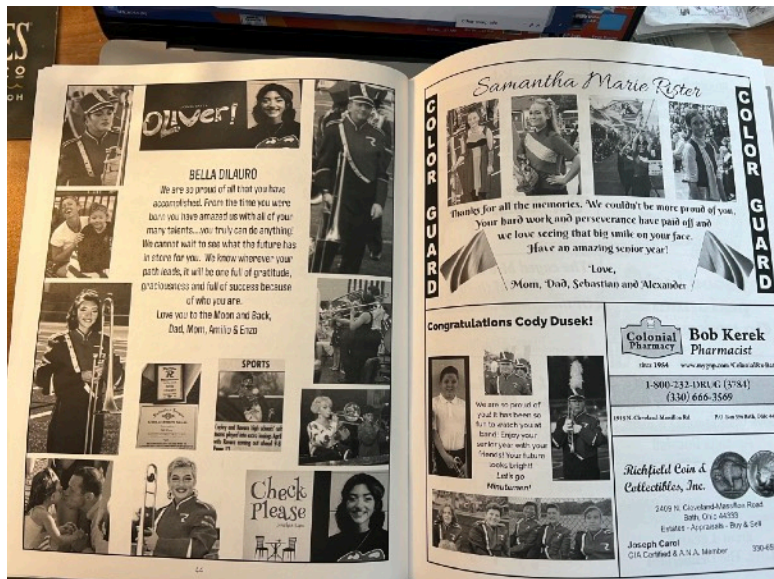 OLiver!
BELLA DILAURO
We are so proud of all that you have
accomplished. From the time you were
born you have amazed us with all of your
many talents....you truly can do anything!
We cannot wait to see what the future has
in store for you. We know wherever your
path leads, it will be one full of gratitude,
graciousness and full of success because
of who you are.
Love you to the Moon and Back,
Dad, Mom, Amilio & Enzo
SPORTS
Check
Please
44
Samantha Marie Rister
COLOR GUARD
COLOR GUARD
Thanks for all the memories. We couldn't be more proud of you.
Your hard work and perseverance have paid off and
we love seeing that big smile on your face.
Have an amazing senior year!
Love,
Mom, Dad, Sebastian and Alexander
Congratulations Cody Dusek!
We are so proud of
you! It has been so
fun to watch you at
band! Enjoy your
senior year with your
friends! Your future
looks bright!
Let's go
Minutemen!
Colonial
Pharmacy
since 1964
Bob Kerek
Pharmacist
1-800-232-DRUG (3784)
(330) 666-3569
Richfield Coin &
Collectibles, Inc.
2409 N. Cleveland-Massillon Road
Bath, Ohio 44333
Estates - Appraisals - Buy & Sell
Joseph Carol
CIA Certified & A.N.A. Member